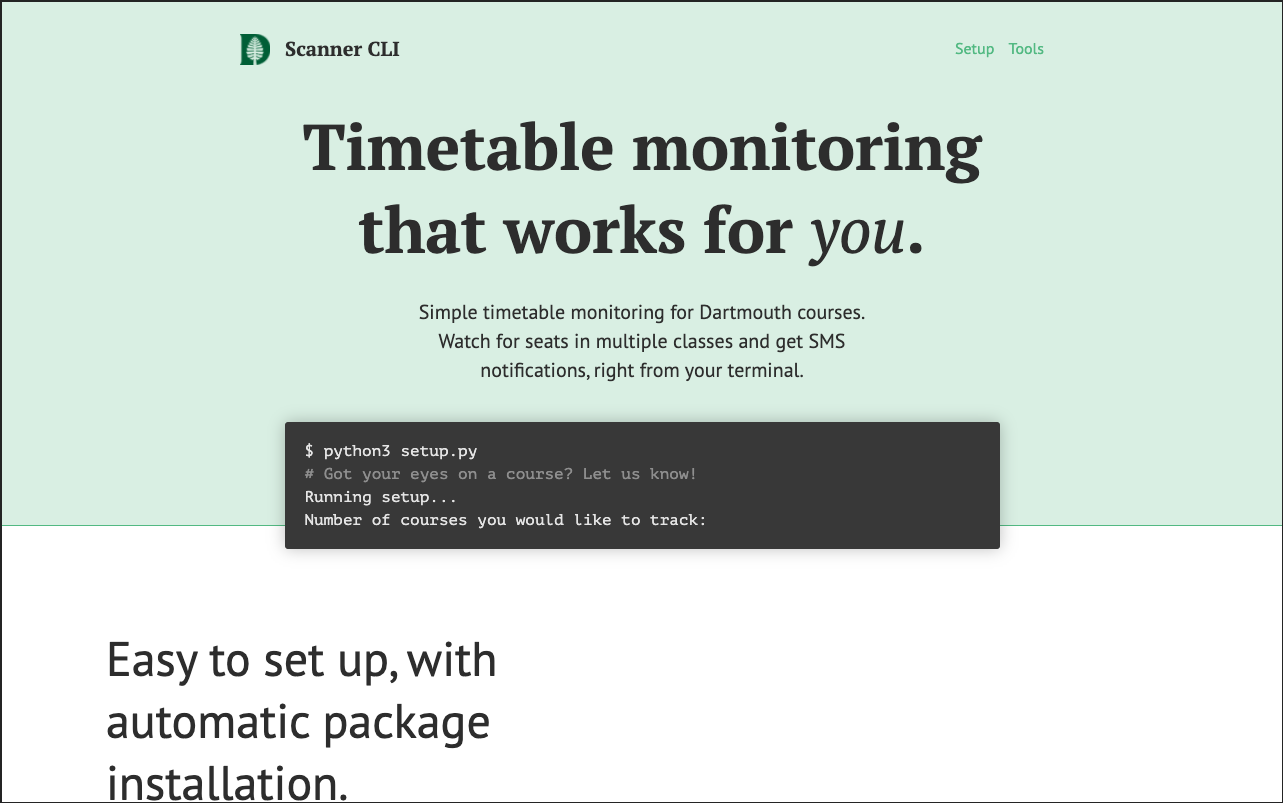 Scanner CLI
Setup Tools
Timetable monitoring
that works for you.
Simple timetable monitoring for Dartmouth courses.
Watch for seats in multiple classes and get SMS
notifications, right from your terminal.
$ python3 setup.py
# Got your eyes on a course? Let us know!
Running setup...
Number of courses you would like to track:
Easy to set up, with
automatic package
installation.